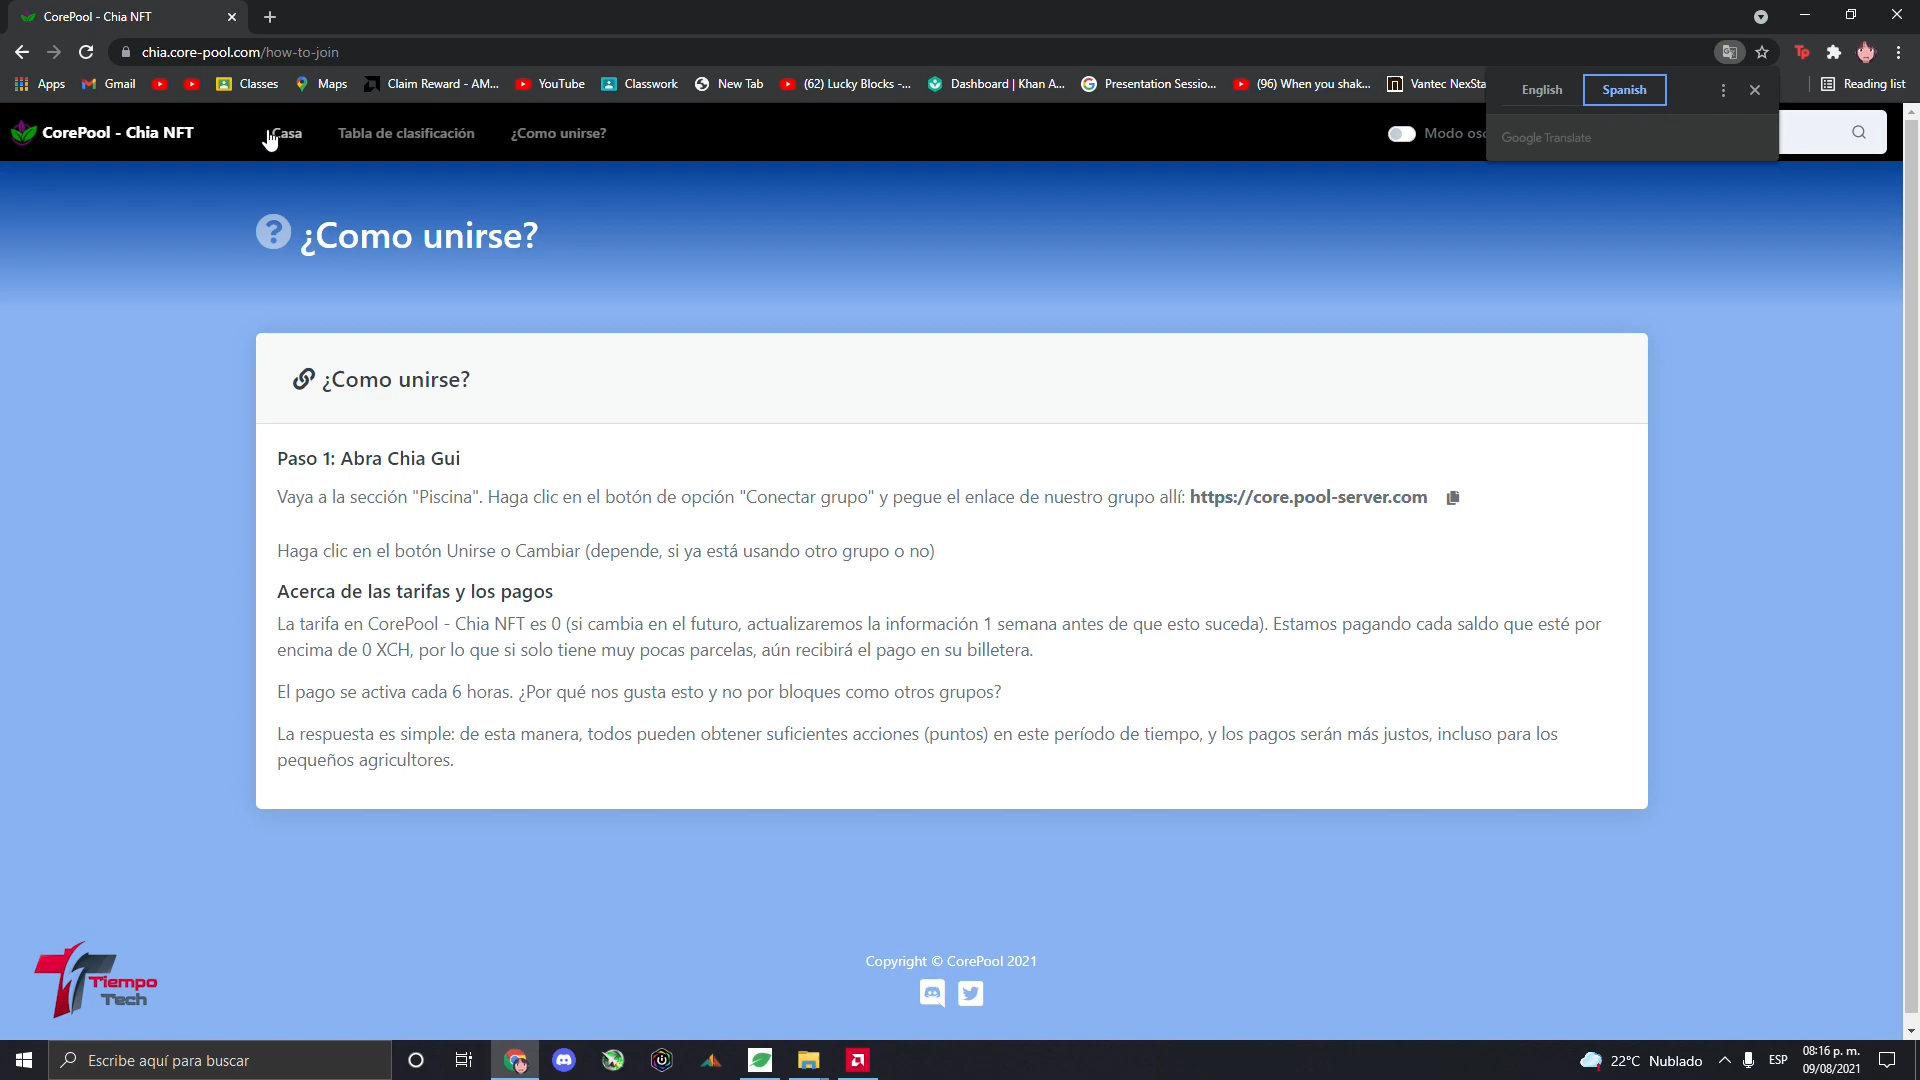 CorePool - Chia NFT
chia.core-pool.com/how-to-join
Apps Gmail Classes Maps Claim Reward - AM... YouTube Classwork New Tab (62) Lucky Blocks -... Dashboard | Khan A... Presentation Sessio... (96) When you shak... Vantec NexSta Reading list
English Spanish
Google Translate
CorePool - Chia NFT Casa Tabla de clasificación ¿Como unirse? Modo osc
¿Como unirse?
¿Como unirse?
Paso 1: Abra Chia Gui
Vaya a la sección "Piscina". Haga clic en el botón de opción "Conectar grupo" y pegue el enlace de nuestro grupo allí: https://core.pool-server.com
Haga clic en el botón Unirse o Cambiar (depende, si ya está usando otro grupo o no)
Acerca de las tarifas y los pagos
La tarifa en CorePool - Chia NFT es 0 (si cambia en el futuro, actualizaremos la información 1 semana antes de que esto suceda). Estamos pagando cada saldo que esté por
encima de 0 XCH, por lo que si solo tiene muy pocas parcelas, aún recibirá el pago en su billetera.
El pago se activa cada 6 horas. ¿Por qué nos gusta esto y no por bloques como otros grupos?
La respuesta es simple: de esta manera, todos pueden obtener suficientes acciones (puntos) en este período de tiempo, y los pagos serán más justos, incluso para los
pequeños agricultores.
Tiempo
Tech
Copyright © CorePool 2021
Escribe aquí para buscar
22°C Nublado ESP 08:16 p. m.
09/08/2021